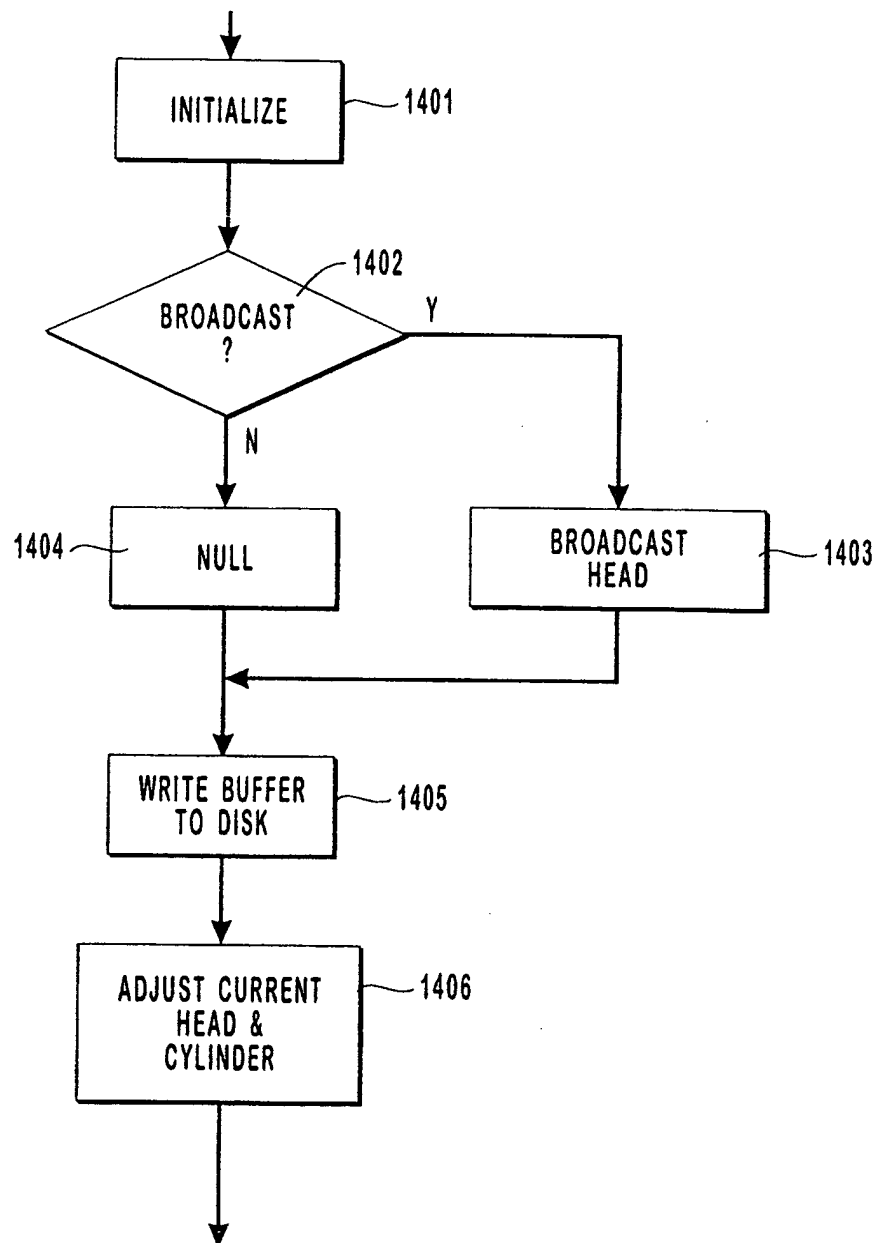 INITIALIZE
1401
1402
BROADCAST
?
Y
N
1404
NULL
BROADCAST
HEAD
1403
WRITE BUFFER
TO DISK
1405
ADJUST CURRENT
HEAD &
CYLINDER
1406